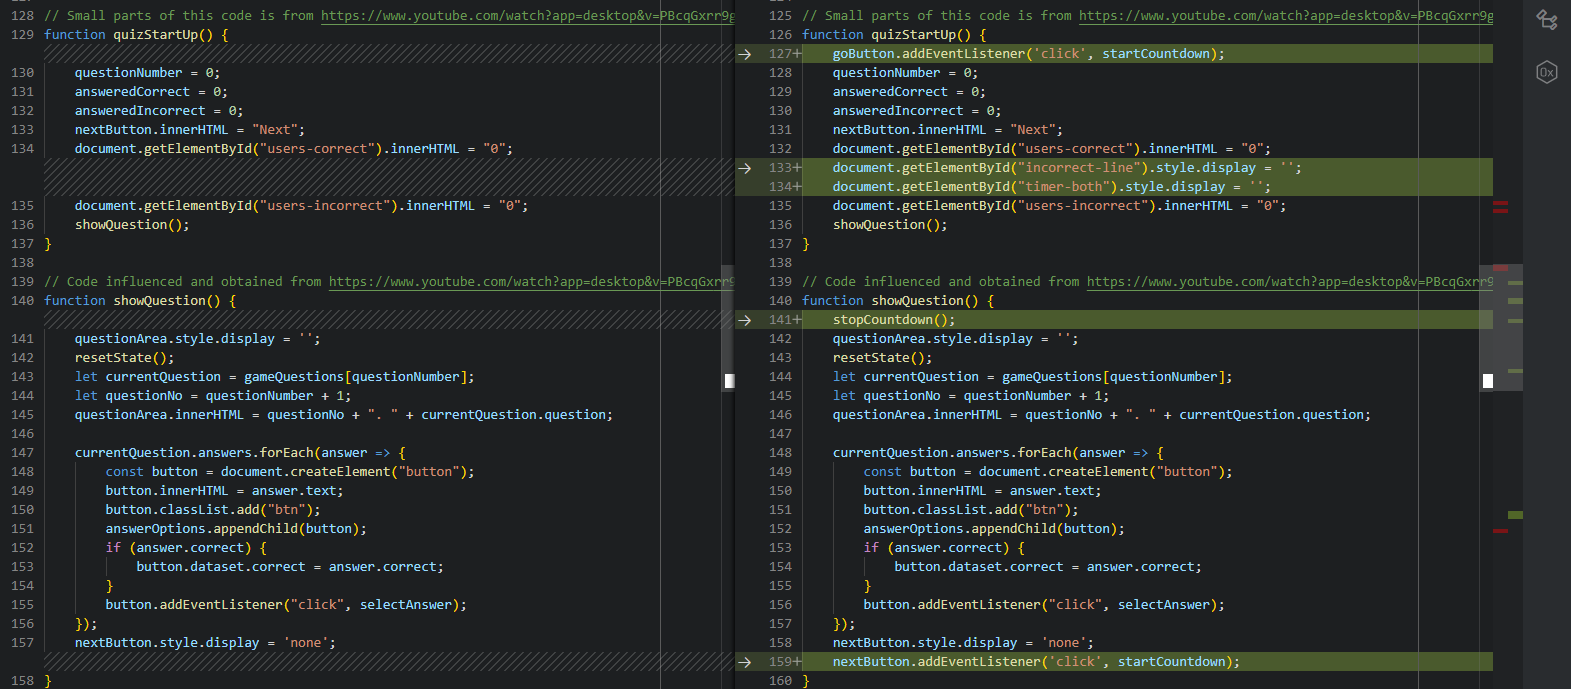 128 // Small parts of this code is from https://www.youtube.com/watch?app=desktop&v=PBcqGxrr9g
129 function quizStartUp() {
130 questionNumber = 0;
131 answeredCorrect = 0;
132 answeredIncorrect = 0;
133 nextButton.innerHTML = "Next";
134 document.getElementById("users-correct").innerHTML = "0";
135 document.getElementById("users-incorrect").innerHTML = "0";
136 showQuestion();
137 }
138
139 // Code influenced and obtained from https://www.youtube.com/watch?app=desktop&v=PBcqGxrr9
140 function showQuestion() {
141 questionArea.style.display = '';
142 resetState();
143 let currentQuestion = gameQuestions[questionNumber];
144 let questionNo = questionNumber + 1;
145 questionArea.innerHTML = questionNo + ". " + currentQuestion.question;
146
147 currentQuestion.answers.forEach(answer => {
148 const button = document.createElement("button");
149 button.innerHTML = answer.text;
150 button.classList.add("btn");
151 answerOptions.appendChild(button);
152 if (answer.correct) {
153 button.dataset.correct = answer.correct;
154 }
155 button.addEventListener("click", selectAnswer);
156 });
157 nextButton.style.display = 'none';
158 }
125 // Small parts of this code is from https://www.youtube.com/watch?app=desktop&v=PBcqGxrr9g
126 function quizStartUp() {
127+ goButton.addEventListener('click', startCountdown);
128 questionNumber = 0;
129 answeredCorrect = 0;
130 answeredIncorrect = 0;
131 nextButton.innerHTML = "Next";
132 document.getElementById("users-correct").innerHTML = "0";
133+ document.getElementById("incorrect-line").style.display = '';
134+ document.getElementById("timer-both").style.display = '';
135 document.getElementById("users-incorrect").innerHTML = "0";
136 showQuestion();
137 }
138
139 // Code influenced and obtained from https://www.youtube.com/watch?app=desktop&v=PBcqGxrr9
140 function showQuestion() {
141+ stopCountdown();
142 questionArea.style.display = '';
143 resetState();
144 let currentQuestion = gameQuestions[questionNumber];
145 let questionNo = questionNumber + 1;
146 questionArea.innerHTML = questionNo + ". " + currentQuestion.question;
147
148 currentQuestion.answers.forEach(answer => {
149 const button = document.createElement("button");
150 button.innerHTML = answer.text;
151 button.classList.add("btn");
152 answerOptions.appendChild(button);
153 if (answer.correct) {
154 button.dataset.correct = answer.correct;
155 }
156 button.addEventListener("click", selectAnswer);
157 });
158 nextButton.style.display = 'none';
159+ nextButton.addEventListener('click', startCountdown);
160 }
0x